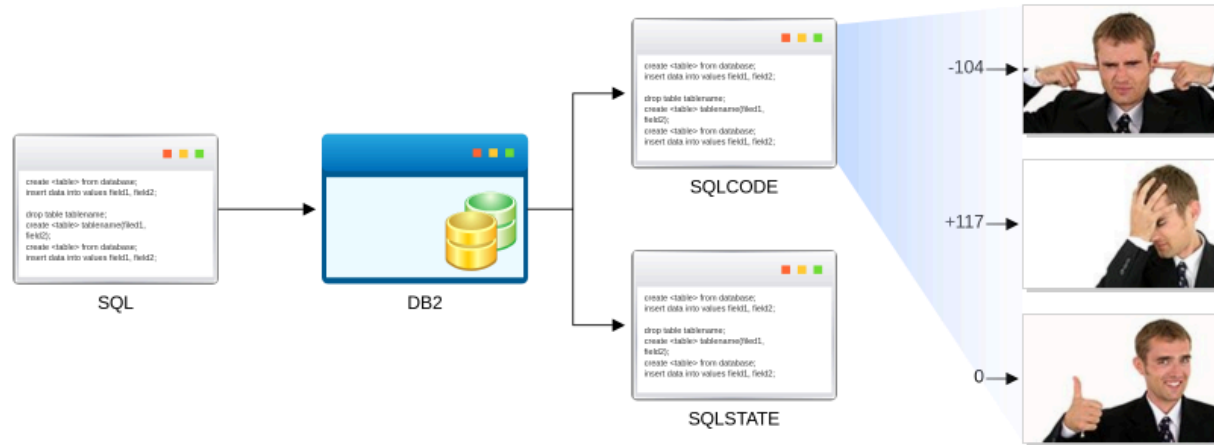 create <table> from database;
insert data into values field1, field2;
drop table tablename;
create <table> tablename(filed1,
field2);
create <table> from database;
insert data into values field1, field2;
SQL
DB2
create <table> from database;
insert data into values field1, field2;
drop table tablename;
create <table> tablename(filed1,
field2);
create <table> from database;
insert data into values field1, field2;
SQLCODE
create <table> from database;
insert data into values field1, field2;
drop table tablename;
create <table> tablename(filed1,
field2);
create <table> from database;
insert data into values field1, field2;
SQLSTATE
-104
+117
0